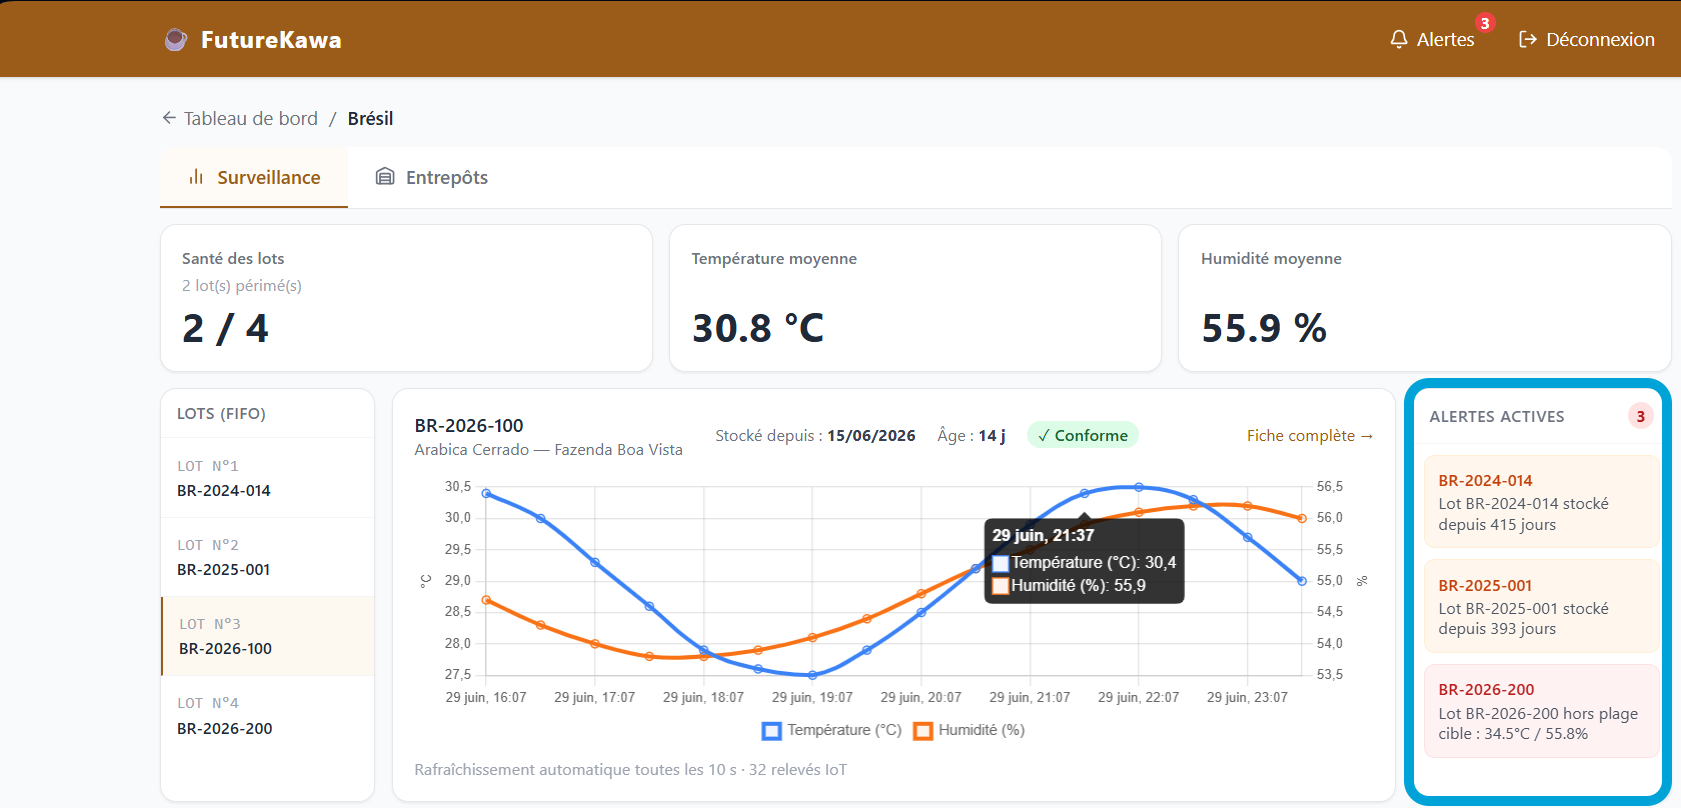 FutureKawa
Alertes 3
Déconnexion
← Tableau de bord / Brésil
Surveillance
Entrepôts
Santé des lots
2 lot(s) périmé(s)
2 / 4
Température moyenne
30.8 °C
Humidité moyenne
55.9 %
LOTS (FIFO)
LOT N°1
BR-2024-014
LOT N°2
BR-2025-001
LOT N°3
BR-2026-100
LOT N°4
BR-2026-200
BR-2026-100
Arabica Cerrado — Fazenda Boa Vista
Stocké depuis : 15/06/2026
Âge : 14 j
✓ Conforme
Fiche complète →
30,5
30,0
29,5
29,0
28,5
28,0
27,5
°C
56,5
56,0
55,5
55,0
54,5
54,0
53,5
%
29 juin, 21:37
Température (°C): 30,4
Humidité (%): 55,9
29 juin, 16:07
29 juin, 17:07
29 juin, 18:07
29 juin, 19:07
29 juin, 20:07
29 juin, 21:07
29 juin, 22:07
29 juin, 23:07
Température (°C)
Humidité (%)
Rafraîchissement automatique toutes les 10 s · 32 relevés IoT
ALERTES ACTIVES 3
BR-2024-014
Lot BR-2024-014 stocké
depuis 415 jours
BR-2025-001
Lot BR-2025-001 stocké
depuis 393 jours
BR-2026-200
Lot BR-2026-200 hors plage
cible : 34.5°C / 55.8%